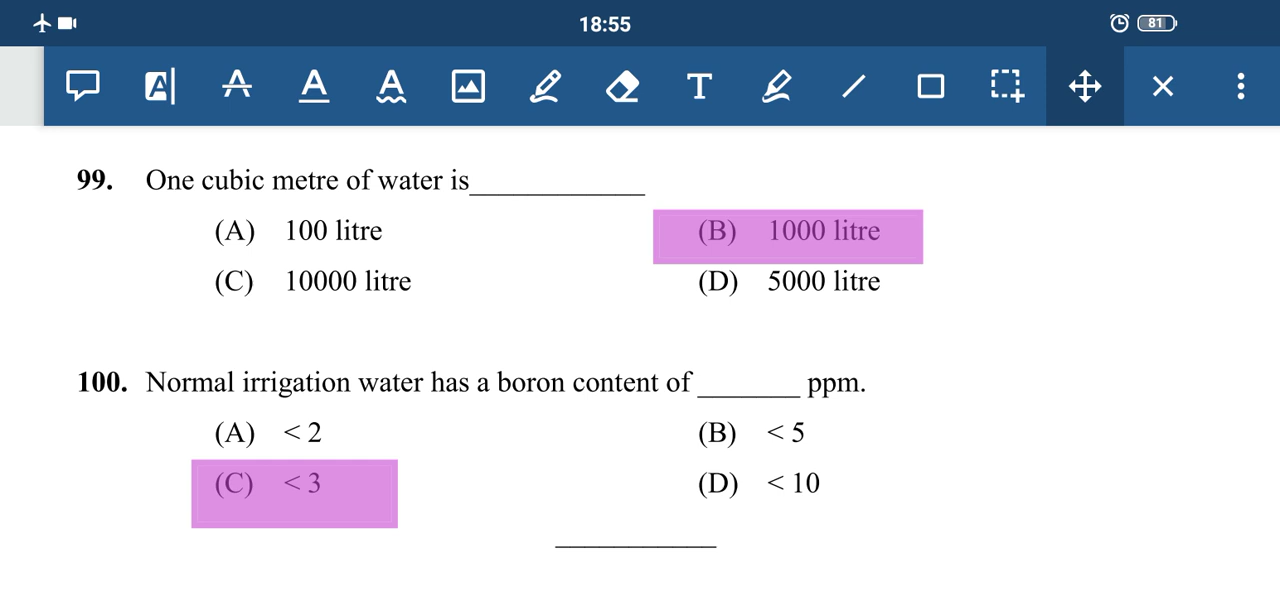 18:55
81
A A A A T
99. One cubic metre of water is____________
(A) 100 litre (B) 1000 litre
(C) 10000 litre (D) 5000 litre
100. Normal irrigation water has a boron content of _______ ppm.
(A) < 2 (B) < 5
(C) < 3 (D) < 10
___________